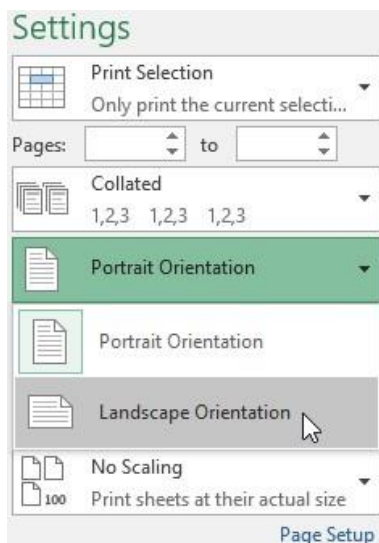 Settings
Print Selection
Only print the current selecti...
Pages: to
Collated
1,2,3 1,2,3 1,2,3
Portrait Orientation
Portrait Orientation
Landscape Orientation
No Scaling
100 Print sheets at their actual size
Page Setup